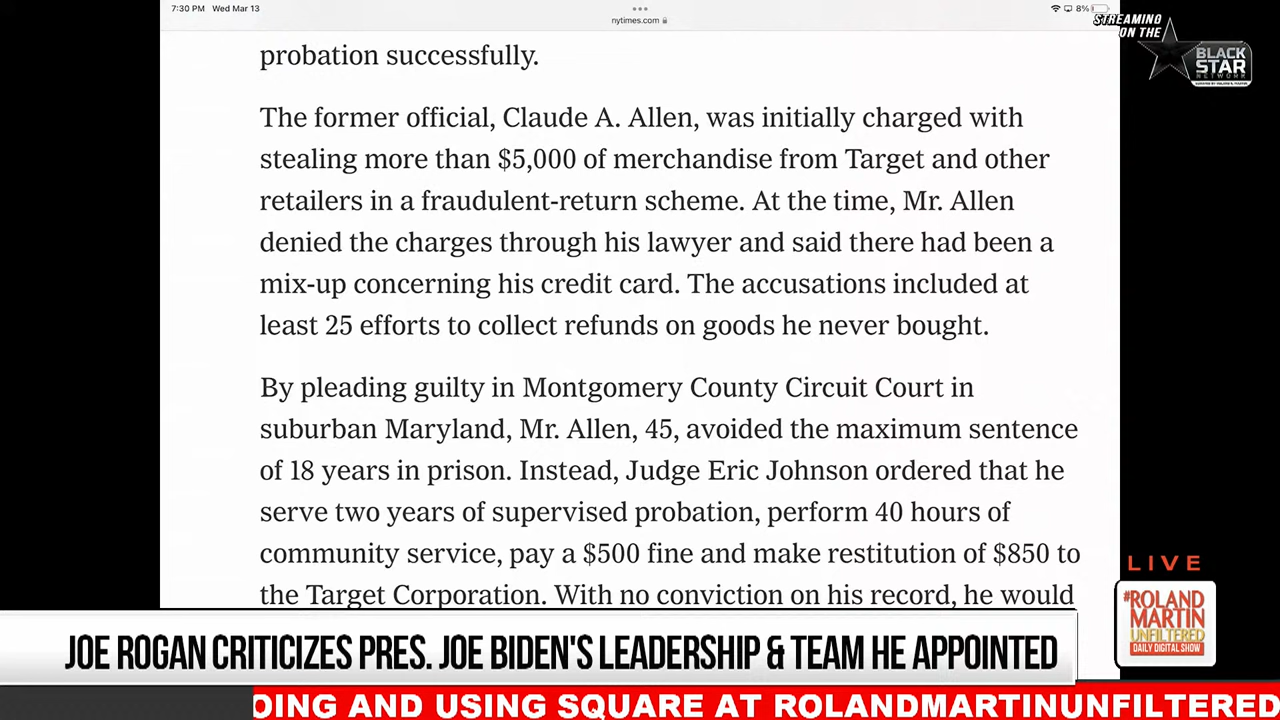 7:30 PM Wed Mar 13
nytimes.com
8%
STREAMING
ON THE
BLACK
STAR
NETWORK
probation successfully.
The former official, Claude A. Allen, was initially charged with
stealing more than $5,000 of merchandise from Target and other
retailers in a fraudulent-return scheme. At the time, Mr. Allen
denied the charges through his lawyer and said there had been a
mix-up concerning his credit card. The accusations included at
least 25 efforts to collect refunds on goods he never bought.
By pleading guilty in Montgomery County Circuit Court in
suburban Maryland, Mr. Allen, 45, avoided the maximum sentence
of 18 years in prison. Instead, Judge Eric Johnson ordered that he
serve two years of supervised probation, perform 40 hours of
community service, pay a $500 fine and make restitution of $850 to
the Target Corporation. With no conviction on his record, he would
LIVE
#ROLAND
MARTIN
UNFILTERED
DAILY DIGITAL SHOW
JOE ROGAN CRITICIZES PRES. JOE BIDEN'S LEADERSHIP & TEAM HE APPOINTED
OING AND USING SQUARE AT ROLANDMARTINUNFILTERED